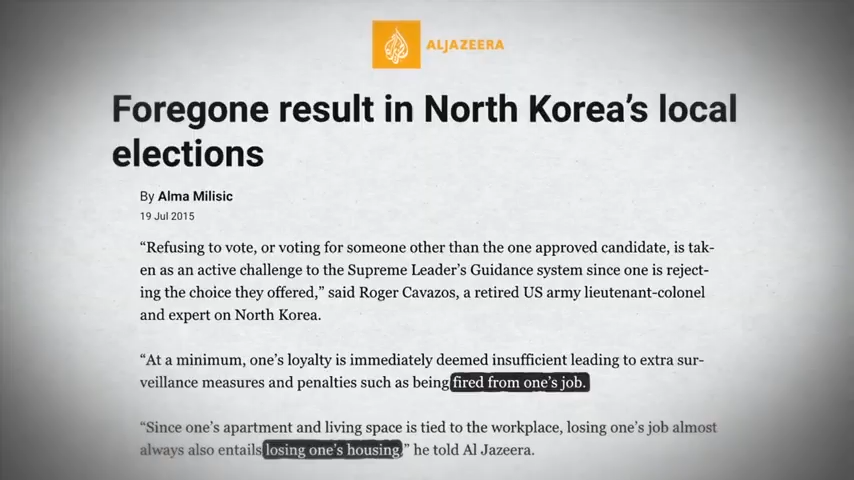 ALJAZEERA
Foregone result in North Korea’s local
elections
By Alma Milisic
19 Jul 2015
“Refusing to vote, or voting for someone other than the one approved candidate, is tak-
en as an active challenge to the Supreme Leader’s Guidance system since one is reject-
ing the choice they offered,” said Roger Cavazos, a retired US army lieutenant-colonel
and expert on North Korea.
“At a minimum, one’s loyalty is immediately deemed insufficient leading to extra sur-
veillance measures and penalties such as being fired from one’s job.
“Since one’s apartment and living space is tied to the workplace, losing one’s job almost
always also entails losing one’s housing,” he told Al Jazeera.